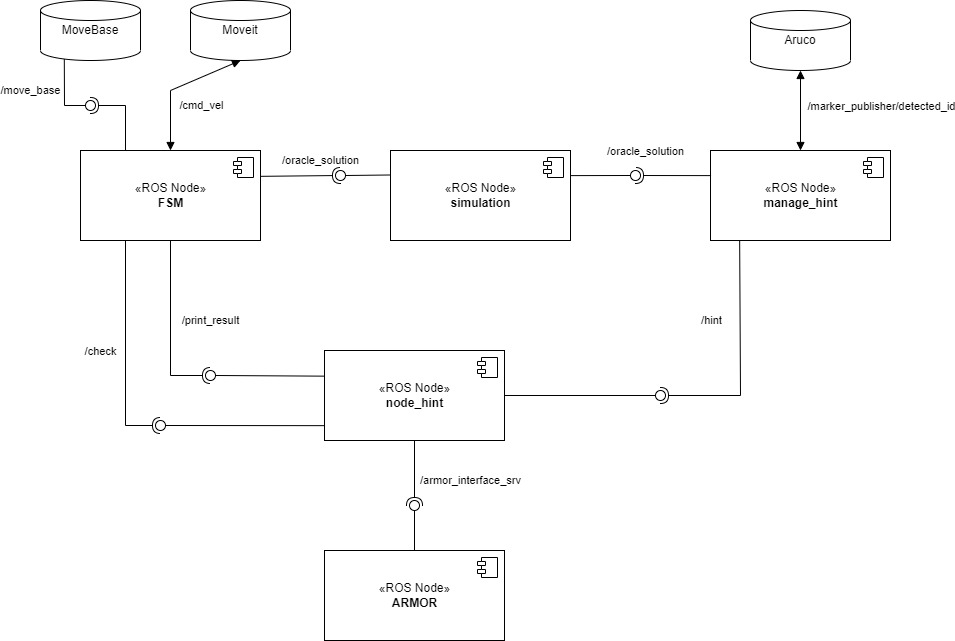 MoveBase
Moveit
Aruco
/move_base
/cmd_vel
/marker_publisher/detected_id
/oracle_solution
/oracle_solution
«ROS Node»
FSM
«ROS Node»
simulation
«ROS Node»
manage_hint
/print_result
/hint
/check
«ROS Node»
node_hint
/armor_interface_srv
«ROS Node»
ARMOR